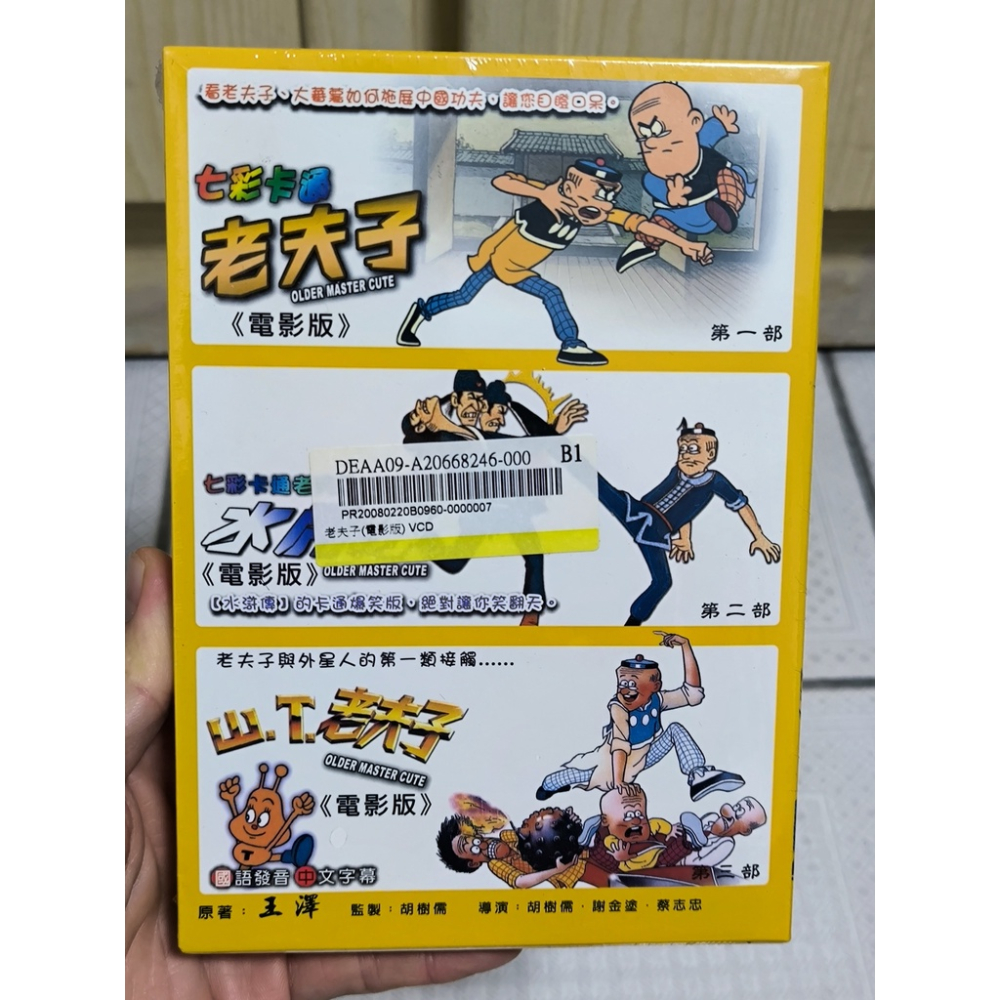 看老夫子、大蕃薯如何施展中國功夫，讓您目瞪口呆。
七彩卡通
老夫子
OLDER MASTER CUTE
《電影版》
第一部
七彩卡通老
水
DEAA09-A20668246-000 B1
PR20080220B0960-0000007
老夫子(電影版) VCD
OLDER MASTER CUTE
《電影版》
【水滸傳】的卡通爆笑版，絕對讓你笑翻天。
第二部
老夫子與外星人的第一類接觸……
山.T.老夫子
OLDER MASTER CUTE
《電影版》
T
國語發音 中文字幕
第三部
原著：王澤 監製：胡樹儒 導演：胡樹儒·謝金塗·蔡志忠